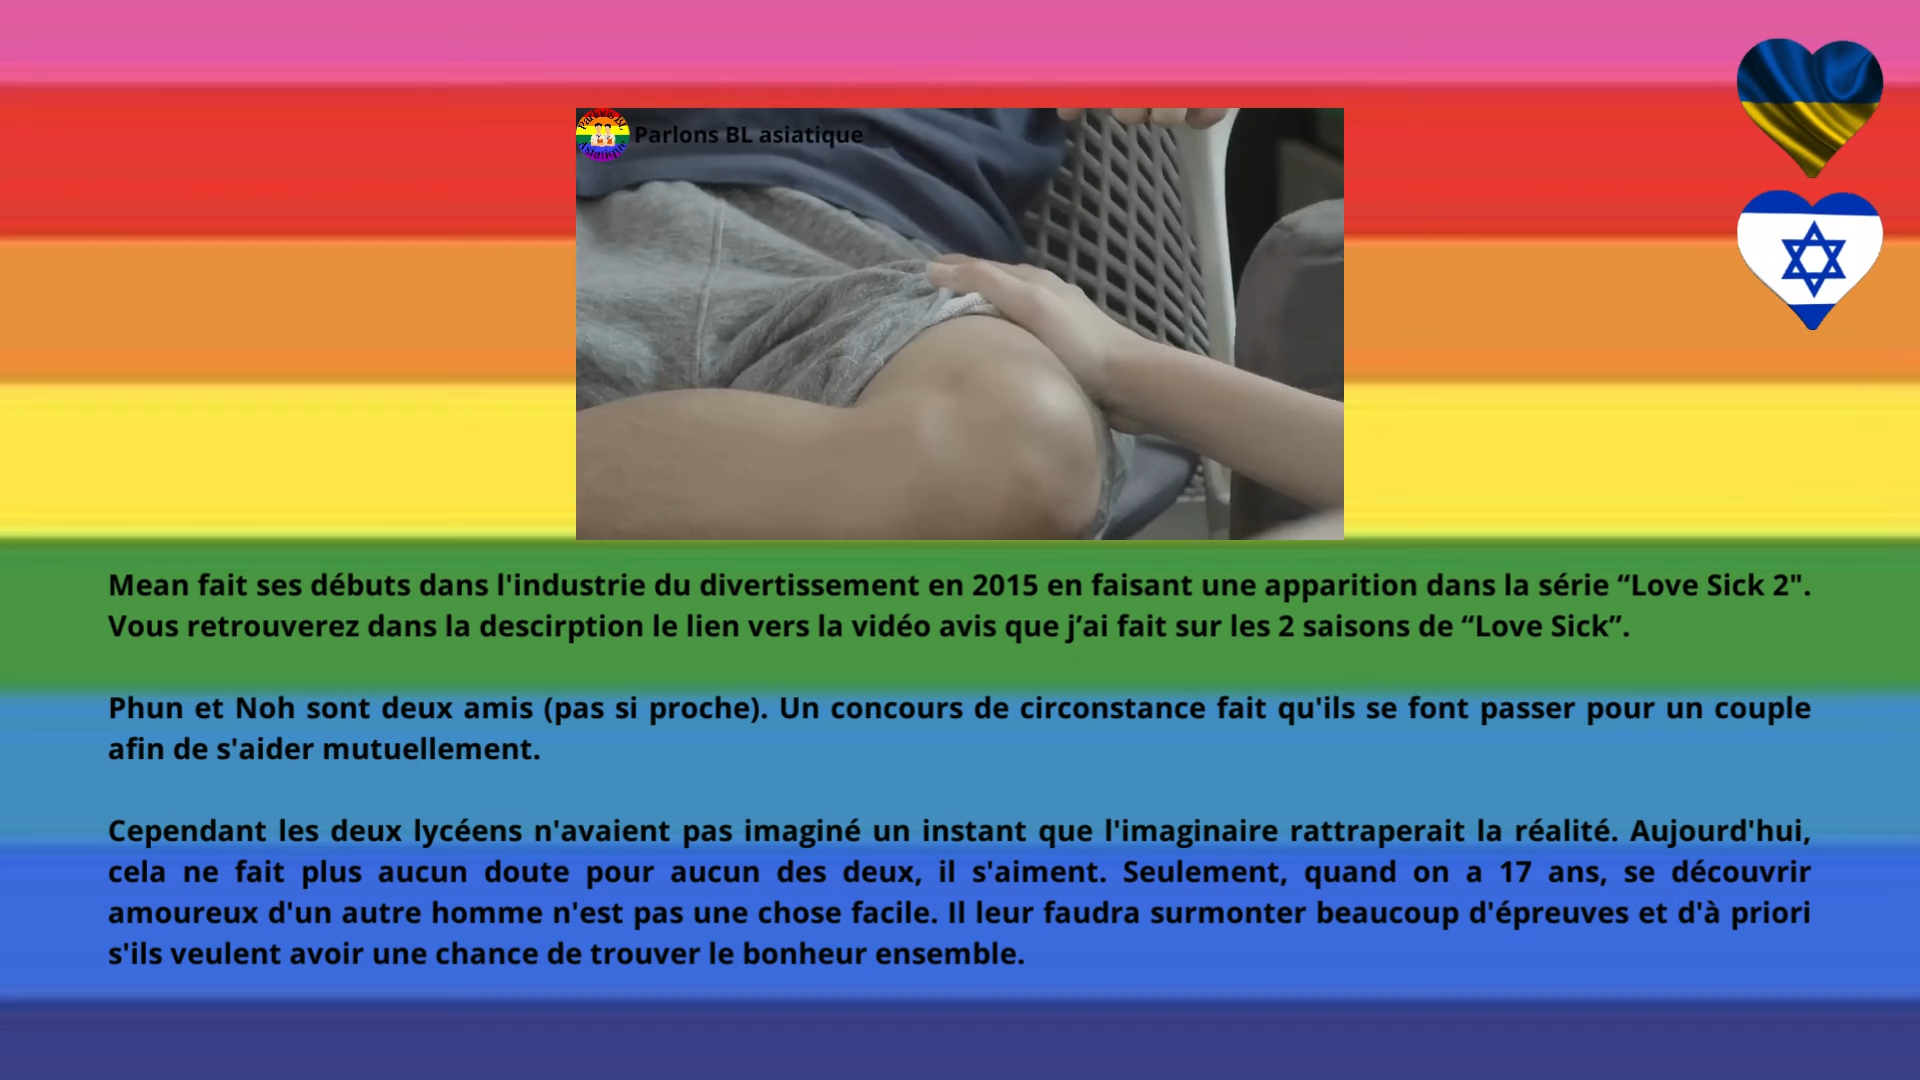 Parlons BL
Asiatique
Parlons BL asiatique
Mean fait ses débuts dans l'industrie du divertissement en 2015 en faisant une apparition dans la série “Love Sick 2".
Vous retrouverez dans la descirption le lien vers la vidéo avis que j’ai fait sur les 2 saisons de “Love Sick”.
Phun et Noh sont deux amis (pas si proche). Un concours de circonstance fait qu'ils se font passer pour un couple
afin de s'aider mutuellement.
Cependant les deux lycéens n'avaient pas imaginé un instant que l'imaginaire rattraperait la réalité. Aujourd'hui,
cela ne fait plus aucun doute pour aucun des deux, il s'aiment. Seulement, quand on a 17 ans, se découvrir
amoureux d'un autre homme n'est pas une chose facile. Il leur faudra surmonter beaucoup d'épreuves et d'à priori
s'ils veulent avoir une chance de trouver le bonheur ensemble.